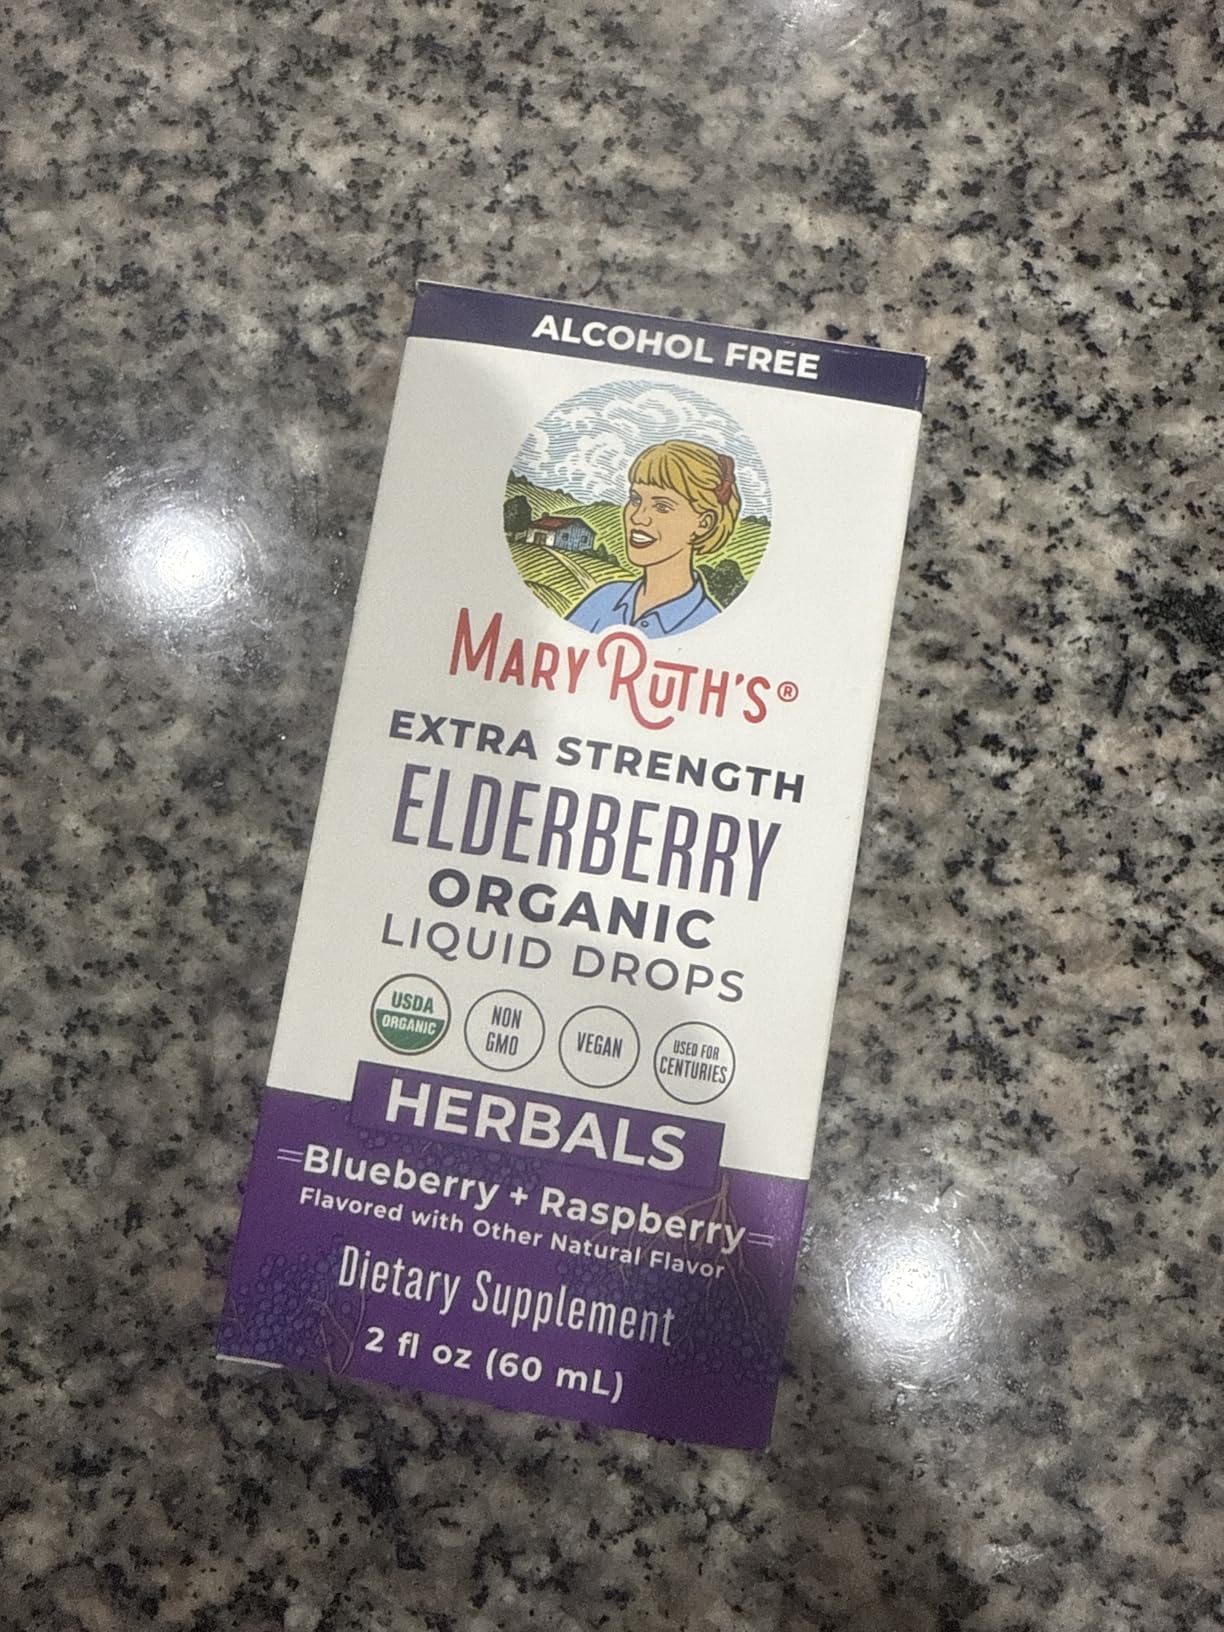 ALCOHOL FREE
MARY RUTH'S®
EXTRA STRENGTH
ELDERBERRY
ORGANIC
LIQUID DROPS
USDA
ORGANIC
NON
GMO
VEGAN
USED FOR
CENTURIES
HERBALS
Blueberry + Raspberry
Flavored with Other Natural Flavor
Dietary Supplement
2 fl oz (60 mL)